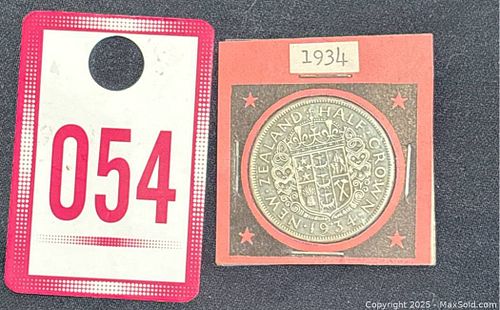 054
1934
NEW·ZEALAND·HALF·CROWN
·1934·
Copyright 2025 - MaxSold.com